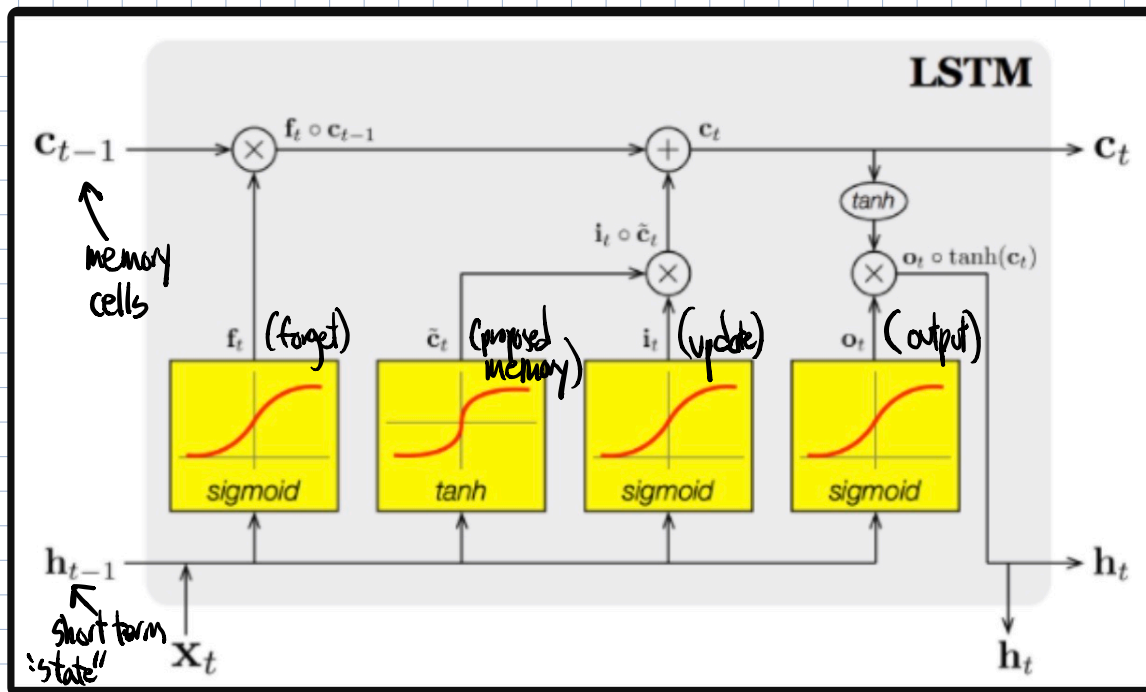 LSTM
c_{t-1}
f_t ∘ c_{t-1}
c_t
c_t
tanh
i_t ∘ c̃_t
o_t ∘ tanh(c_t)
memory
cells
f_t (forget)
c̃_t (proposed
memory)
i_t (update)
o_t (output)
sigmoid
tanh
sigmoid
sigmoid
h_{t-1}
h_t
short term
"state"
x_t
h_t